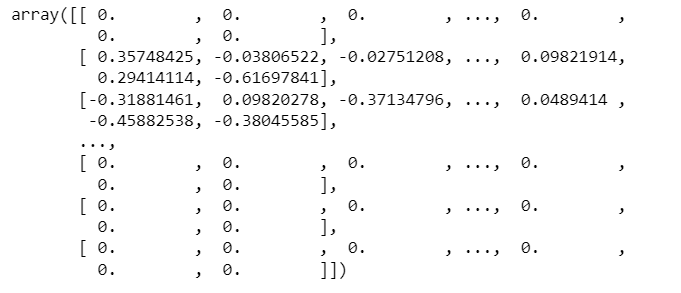 array([[ 0.        ,  0.        ,  0.        , ...,  0.        ,
         0.        ,  0.        ],
       [ 0.35748425, -0.03806522, -0.02751208, ...,  0.09821914,
         0.29414114, -0.61697841],
       [-0.31881461,  0.09820278, -0.37134796, ...,  0.0489414 ,
        -0.45882538, -0.38045585],
       ...,
       [ 0.        ,  0.        ,  0.        , ...,  0.        ,
         0.        ,  0.        ],
       [ 0.        ,  0.        ,  0.        , ...,  0.        ,
         0.        ,  0.        ],
       [ 0.        ,  0.        ,  0.        , ...,  0.        ,
         0.        ,  0.        ]])